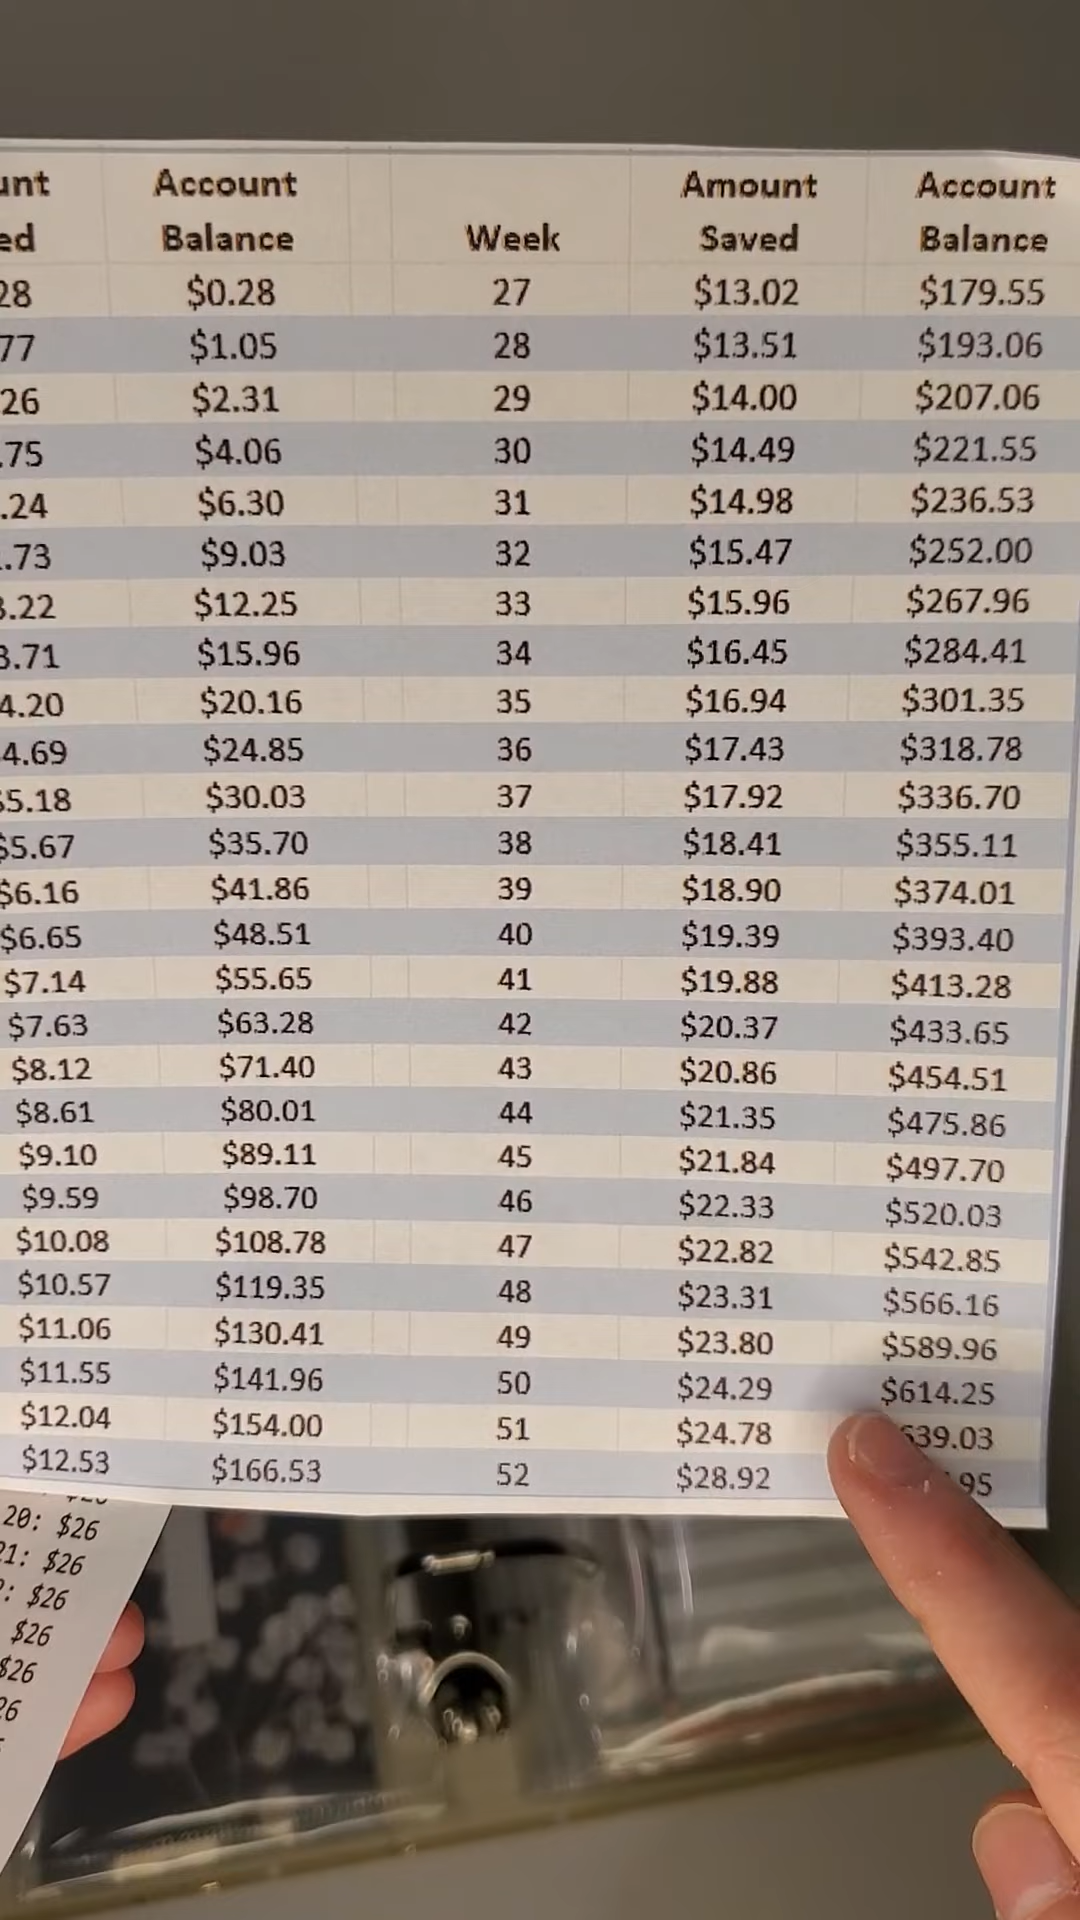 unt Account Amount Account
ed Balance Week Saved Balance
28 $0.28 27 $13.02 $179.55
77 $1.05 28 $13.51 $193.06
26 $2.31 29 $14.00 $207.06
.75 $4.06 30 $14.49 $221.55
.24 $6.30 31 $14.98 $236.53
.73 $9.03 32 $15.47 $252.00
3.22 $12.25 33 $15.96 $267.96
3.71 $15.96 34 $16.45 $284.41
4.20 $20.16 35 $16.94 $301.35
4.69 $24.85 36 $17.43 $318.78
$5.18 $30.03 37 $17.92 $336.70
$5.67 $35.70 38 $18.41 $355.11
$6.16 $41.86 39 $18.90 $374.01
$6.65 $48.51 40 $19.39 $393.40
$7.14 $55.65 41 $19.88 $413.28
$7.63 $63.28 42 $20.37 $433.65
$8.12 $71.40 43 $20.86 $454.51
$8.61 $80.01 44 $21.35 $475.86
$9.10 $89.11 45 $21.84 $497.70
$9.59 $98.70 46 $22.33 $520.03
$10.08 $108.78 47 $22.82 $542.85
$10.57 $119.35 48 $23.31 $566.16
$11.06 $130.41 49 $23.80 $589.96
$11.55 $141.96 50 $24.29 $614.25
$12.04 $154.00 51 $24.78 639.03
$12.53 $166.53 52 $28.92 .95
20: $26
21: $26
: $26
$26
$26
26